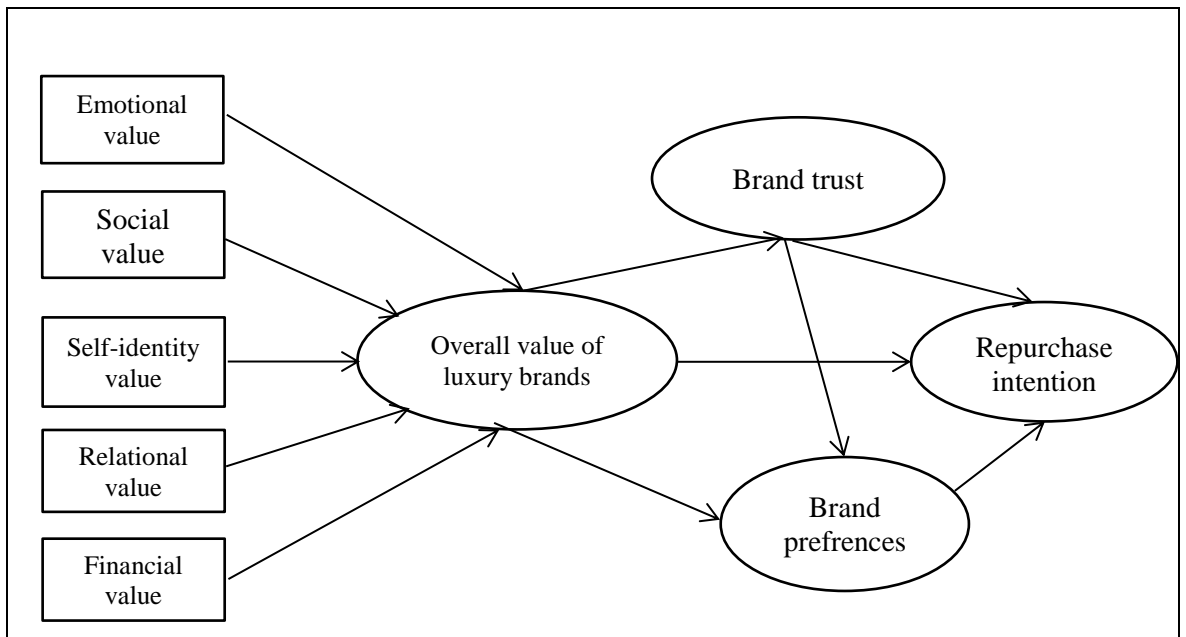 Emotional
value
Social
value
Self-identity
value
Relational
value
Financial
value
Overall value of
luxury brands
Brand trust
Brand
prefrences
Repurchase
intention